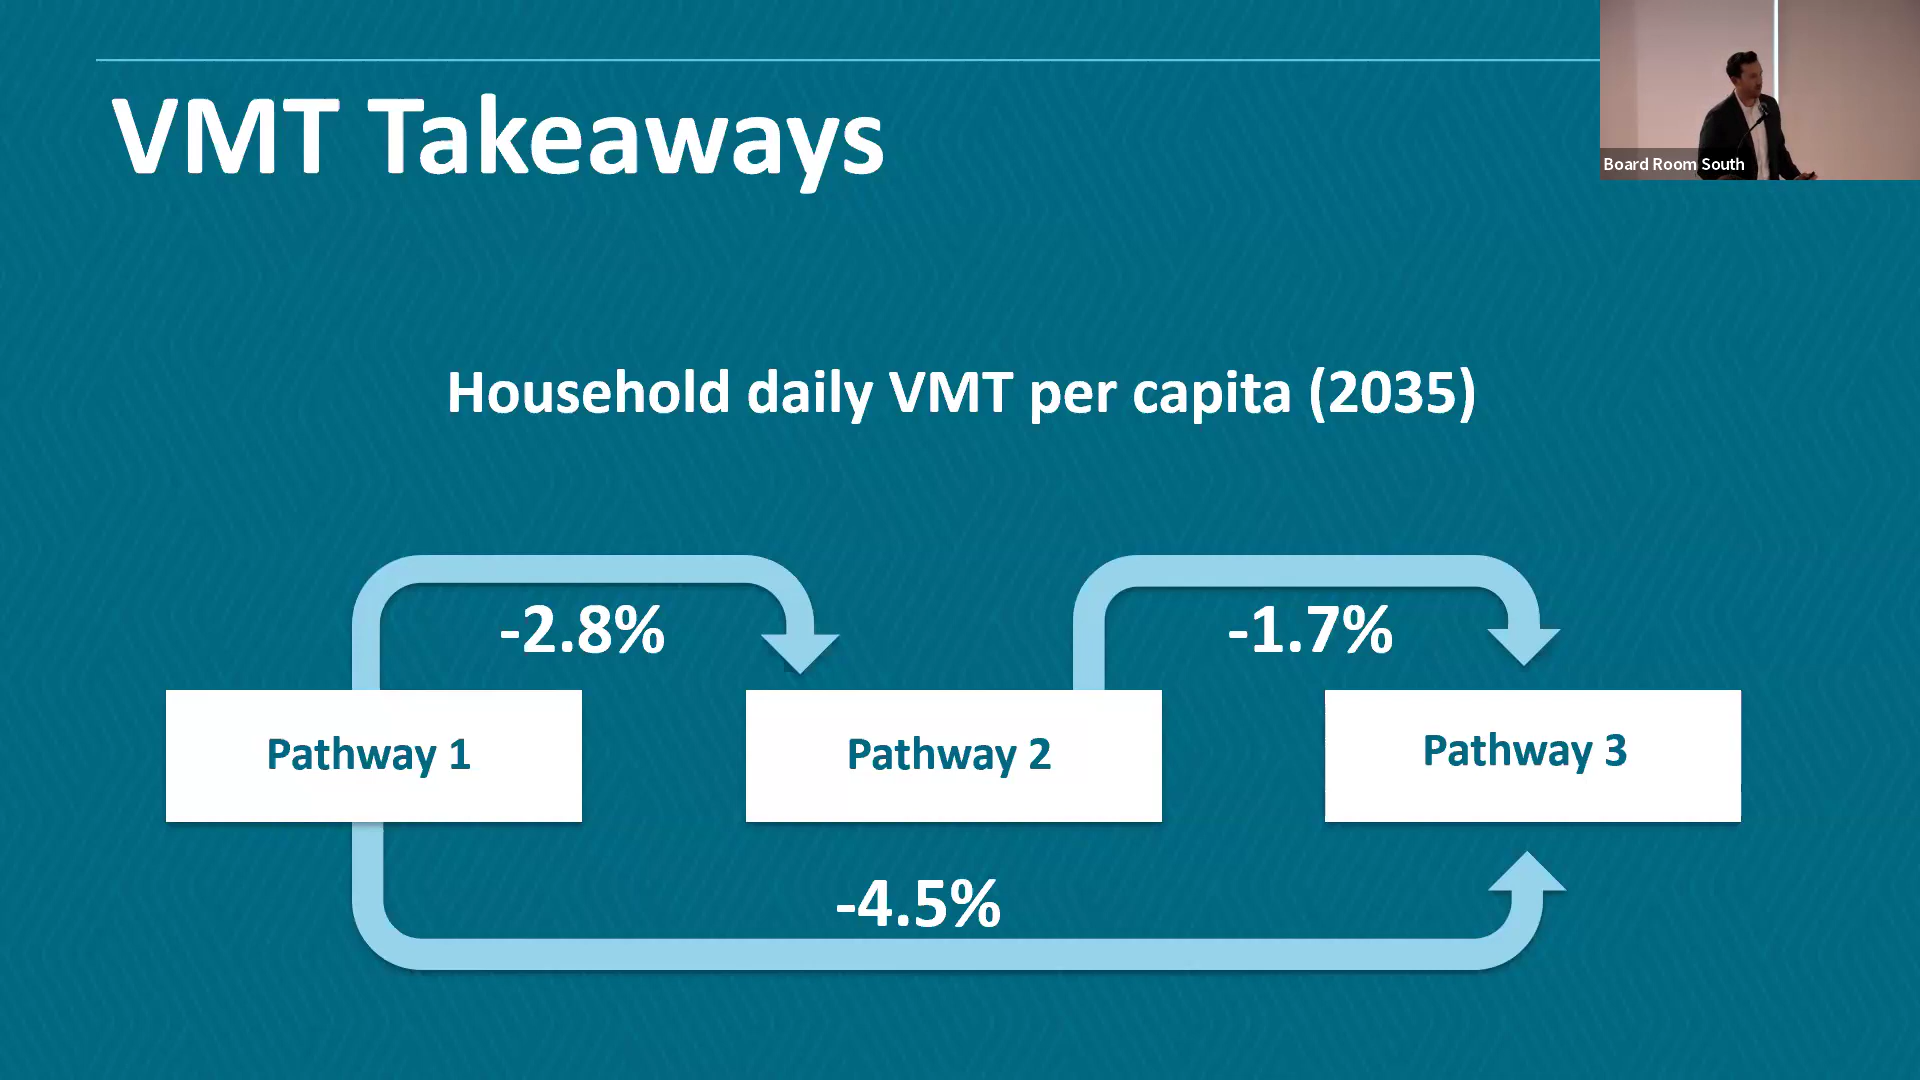 VMT Takeaways
Board Room South
Household daily VMT per capita (2035)
-2.8%
-1.7%
Pathway 1
Pathway 2
Pathway 3
-4.5%